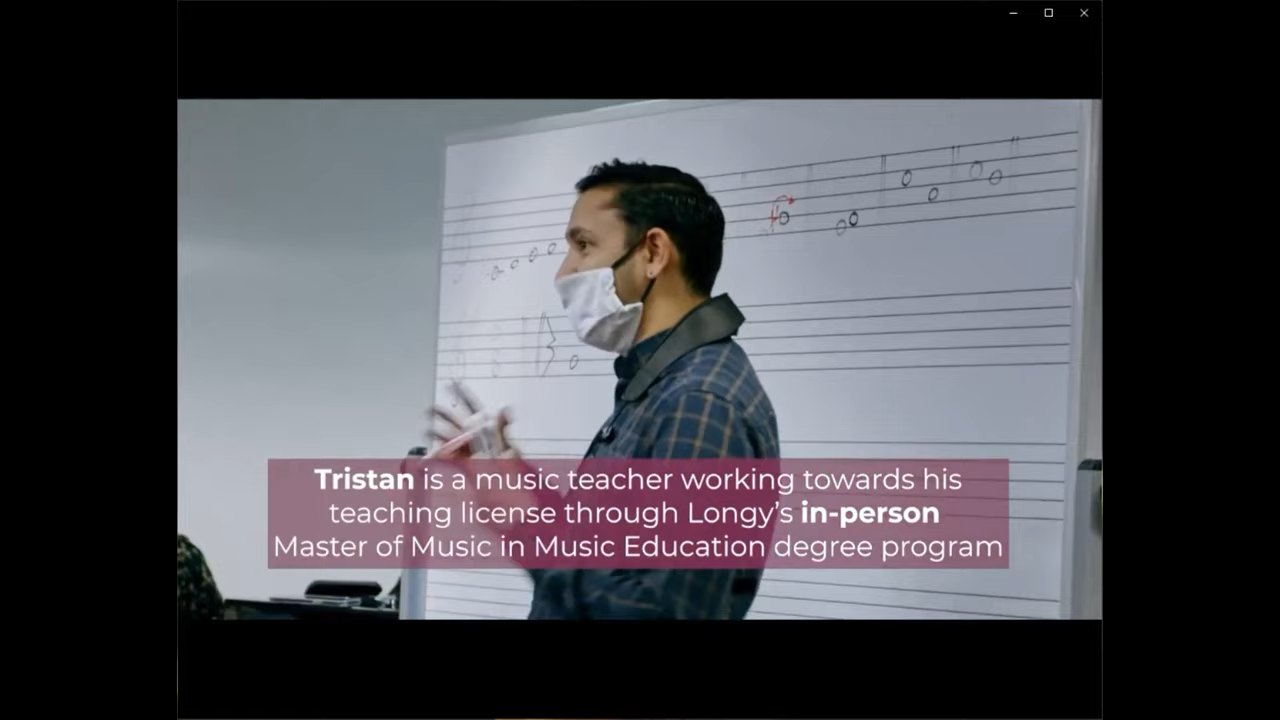 Tristan is a music teacher working towards his
teaching license through Longy’s in-person
Master of Music in Music Education degree program